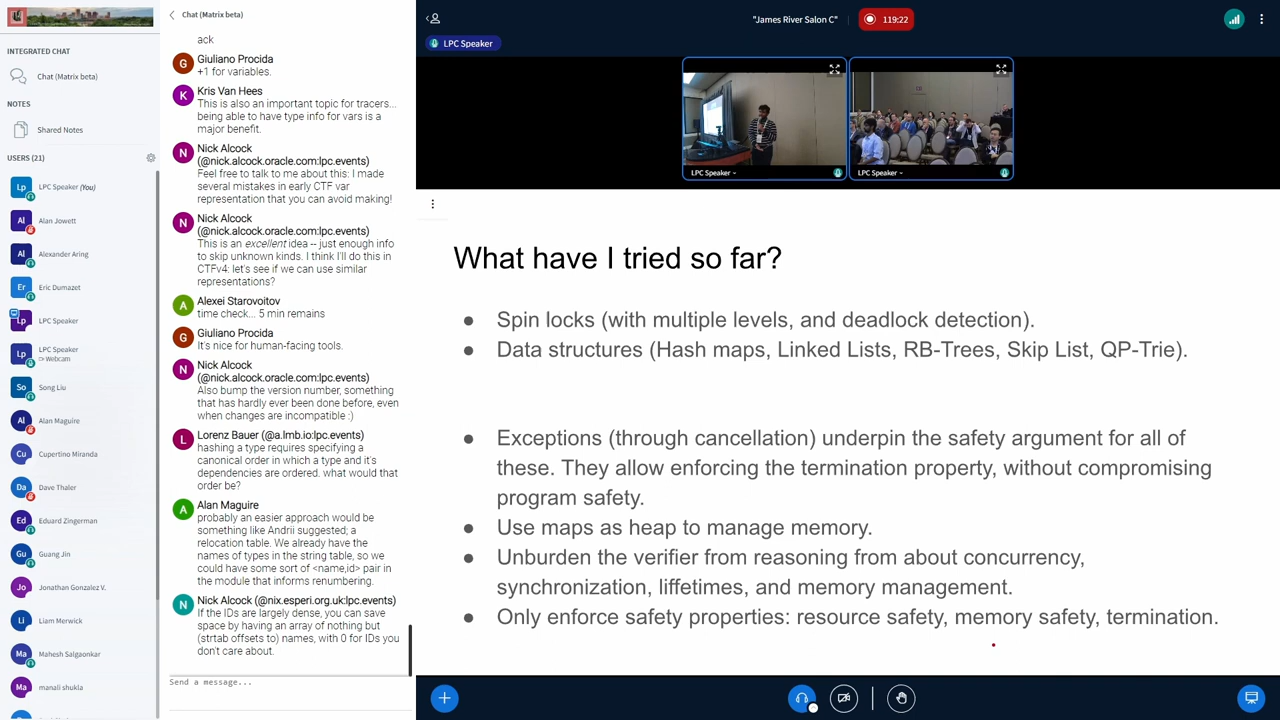 INTEGRATED CHAT
Chat (Matrix beta)
NOTES
Shared Notes
USERS (21)
Lp LPC Speaker (You)
Al Alan Jowett
Al Alexander Aring
Er Eric Dumazet
Lp LPC Speaker
Lp LPC Speaker
Webcam
So Song Liu
Al Alan Maguire
Cu Cupertino Miranda
Da Dave Thaler
Ed Eduard Zingerman
Gu Guang Jin
Jo Jonathan Gonzalez V.
Li Liam Merwick
Ma Mahesh Salgaonkar
Ma manali shukla
Chat (Matrix beta)
ack
G Giuliano Procida
+1 for variables.
K Kris Van Hees
This is also an important topic for tracers...
being able to have type info for vars is a
major benefit.
N Nick Alcock
(@nick.alcock.oracle.com:lpc.events)
Feel free to talk to me about this: I made
several mistakes in early CTF var
representation that you can avoid making!
N Nick Alcock
(@nick.alcock.oracle.com:lpc.events)
This is an excellent idea -- just enough info
to skip unknown kinds. I think I'll do this in
CTFv4: let's see if we can use similar
representations?
A Alexei Starovoitov
time check... 5 min remains
G Giuliano Procida
It's nice for human-facing tools.
N Nick Alcock
(@nick.alcock.oracle.com:lpc.events)
Also bump the version number, something
that has hardly ever been done before, even
when changes are incompatible :)
L Lorenz Bauer (@a.lmb.io:lpc.events)
hashing a type requires specifying a
canonical order in which a type and it's
dependencies are ordered. what would that
order be?
A Alan Maguire
probably an easier approach would be
something like Andrii suggested; a
relocation table. We already have the
names of types in the string table, so we
could have some sort of <name,id> pair in
the module that informs renumbering.
N Nick Alcock (@nix.esperi.org.uk:lpc.events)
If the IDs are largely dense, you can save
space by having an array of nothing but
(strtab offsets to) names, with 0 for IDs you
don't care about.
Send a message...
"James River Salon C"
119:22
LPC Speaker
LPC Speaker
LPC Speaker
What have I tried so far?
● Spin locks (with multiple levels, and deadlock detection).
● Data structures (Hash maps, Linked Lists, RB-Trees, Skip List, QP-Trie).
● Exceptions (through cancellation) underpin the safety argument for all of
these. They allow enforcing the termination property, without compromising
program safety.
● Use maps as heap to manage memory.
● Unburden the verifier from reasoning from about concurrency,
synchronization, liffetimes, and memory management.
● Only enforce safety properties: resource safety, memory safety, termination.